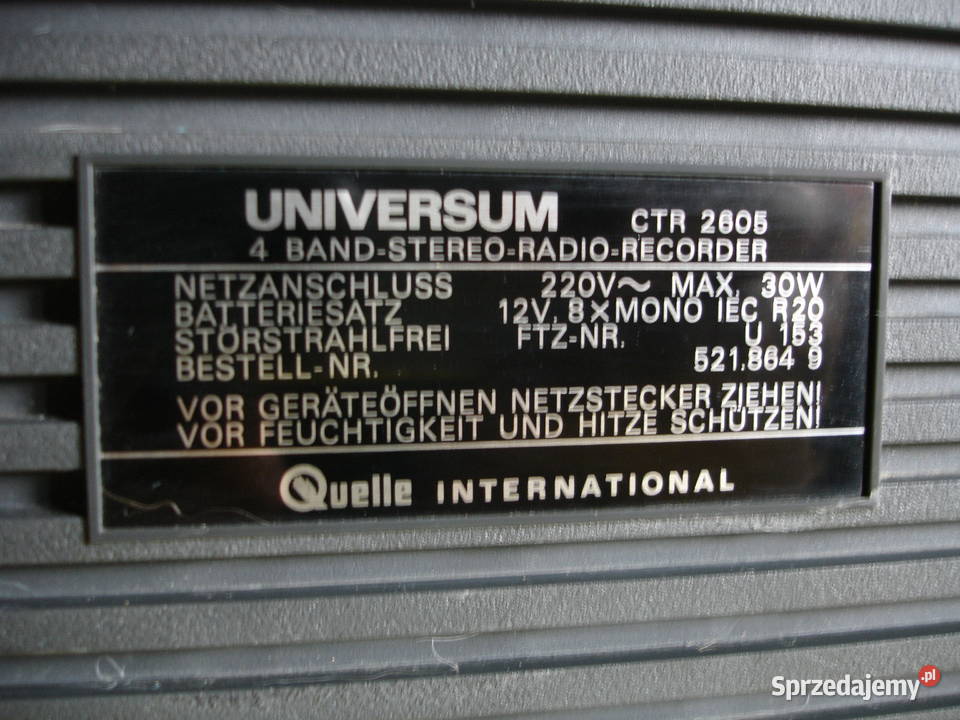 UNIVERSUM CTR 2605
4 BAND-STEREO-RADIO-RECORDER
NETZANSCHLUSS 220V~ MAX. 30W
BATTERIESATZ 12V, 8×MONO IEC R20
STÖRSTRAHLFREI FTZ-NR. U 153
BESTELL-NR. 521.864 9
VOR GERÄTEÖFFNEN NETZSTECKER ZIEHEN!
VOR FEUCHTIGKEIT UND HITZE SCHÜTZEN!
Quelle INTERNATIONAL
Sprzedajemy.pl